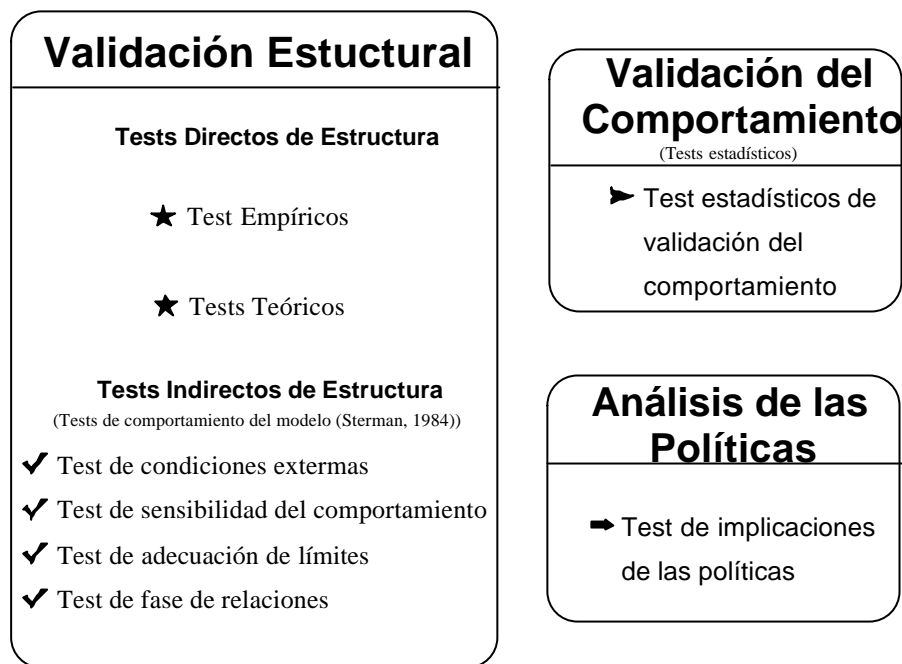 Validación Estuctural
Tests Directos de Estructura
Test Empíricos
Tests Teóricos
Tests Indirectos de Estructura
(Tests de comportamiento del modelo (Sterman, 1984))
Test de condiciones extermas
Test de sensibilidad del comportamiento
Test de adecuación de límites
Test de fase de relaciones
Validación del
Comportamiento
(Tests estadísticos)
Test estadísticos de
validación del
comportamiento
Análisis de las
Políticas
Test de implicaciones
de las políticas